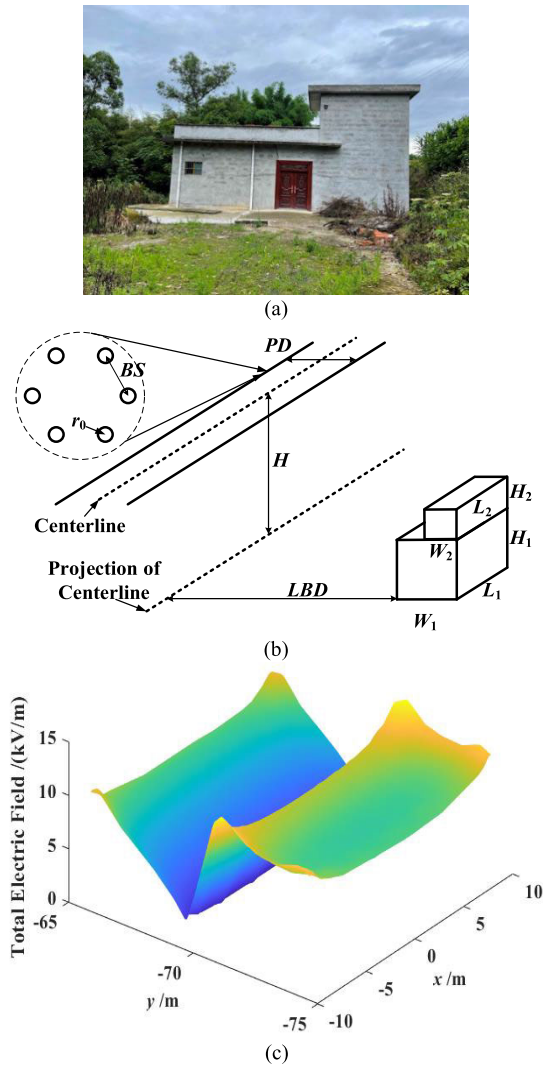 (a)
PD
BS
r0
H
Centerline
Projection of
Centerline
LBD
H2
L2
H1
W2
L1
W1
(b)
Total Electric Field /(kV/m)
15
10
5
0
-65
-70
-75
y /m
-10
-5
0
5
10
x /m
(c)